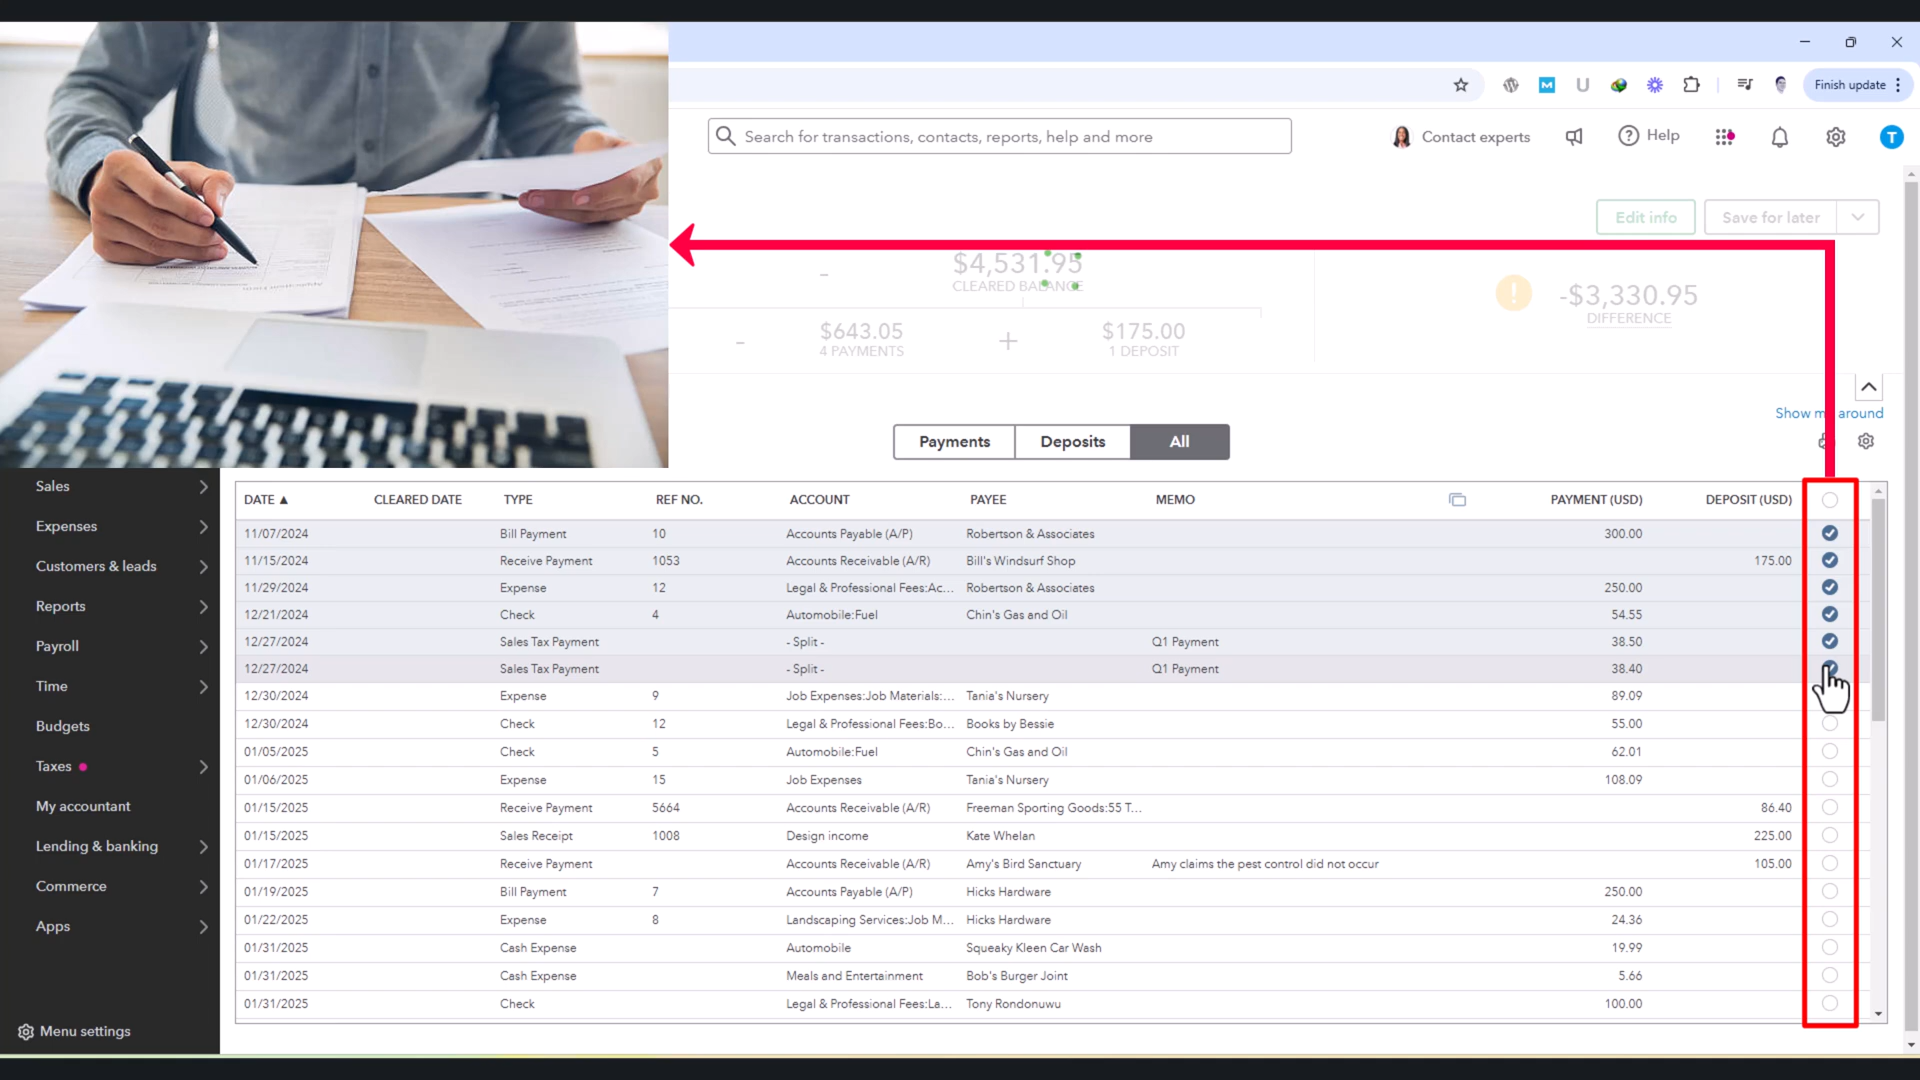 Finish update
Search for transactions, contacts, reports, help and more
Contact experts
Help
T
Edit info
Save for later
-
$4,531.95
CLEARED BALANCE
-$3,330.95
DIFFERENCE
-
$643.05
4 PAYMENTS
+
$175.00
1 DEPOSIT
Show m around
Payments
Deposits
All
Sales
Expenses
Customers & leads
Reports
Payroll
Time
Budgets
Taxes
My accountant
Lending & banking
Commerce
Apps
Menu settings
DATE ▲ CLEARED DATE TYPE REF NO. ACCOUNT PAYEE MEMO PAYMENT (USD) DEPOSIT (USD)
11/07/2024 Bill Payment 10 Accounts Payable (A/P) Robertson & Associates 300.00
11/15/2024 Receive Payment 1053 Accounts Receivable (A/R) Bill's Windsurf Shop 175.00
11/29/2024 Expense 12 Legal & Professional Fees:Ac... Robertson & Associates 250.00
12/21/2024 Check 4 Automobile:Fuel Chin's Gas and Oil 54.55
12/27/2024 Sales Tax Payment - Split - Q1 Payment 38.50
12/27/2024 Sales Tax Payment - Split - Q1 Payment 38.40
12/30/2024 Expense 9 Job Expenses:Job Materials:... Tania's Nursery 89.09
12/30/2024 Check 12 Legal & Professional Fees:Bo... Books by Bessie 55.00
01/05/2025 Check 5 Automobile:Fuel Chin's Gas and Oil 62.01
01/06/2025 Expense 15 Job Expenses Tania's Nursery 108.09
01/15/2025 Receive Payment 5664 Accounts Receivable (A/R) Freeman Sporting Goods:55 T... 86.40
01/15/2025 Sales Receipt 1008 Design income Kate Whelan 225.00
01/17/2025 Receive Payment Accounts Receivable (A/R) Amy's Bird Sanctuary Amy claims the pest control did not occur 105.00
01/19/2025 Bill Payment 7 Accounts Payable (A/P) Hicks Hardware 250.00
01/22/2025 Expense 8 Landscaping Services:Job M... Hicks Hardware 24.36
01/31/2025 Cash Expense Automobile Squeaky Kleen Car Wash 19.99
01/31/2025 Cash Expense Meals and Entertainment Bob's Burger Joint 5.66
01/31/2025 Check Legal & Professional Fees:La... Tony Rondonuwu 100.00